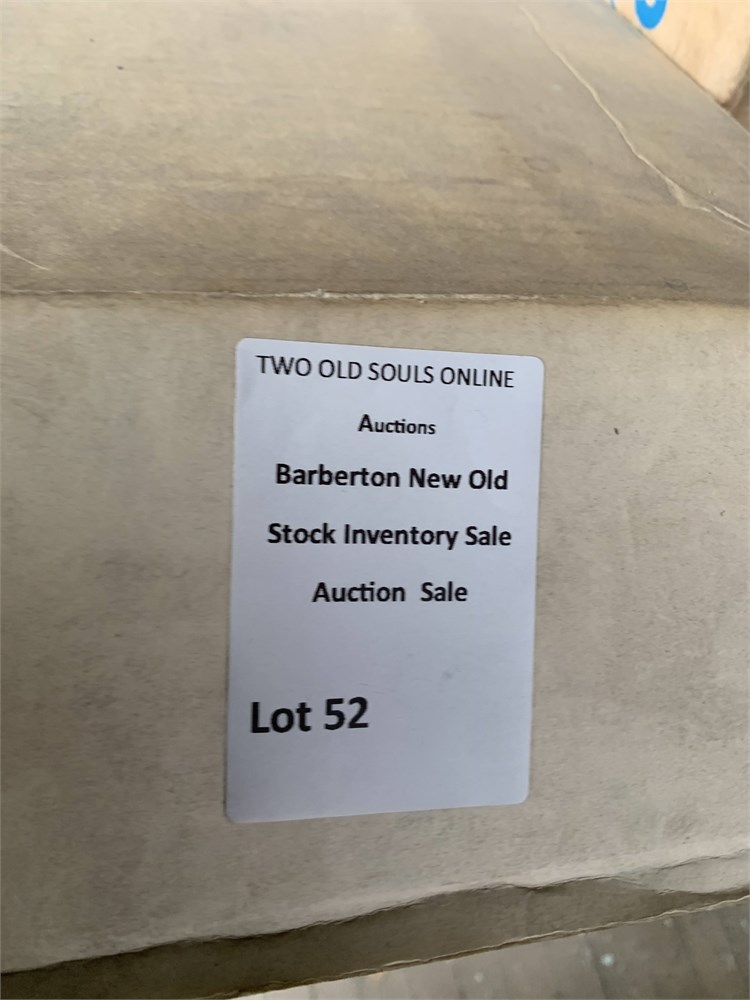 TWO OLD SOULS ONLINE
Auctions
Barberton New Old
Stock Inventory Sale
Auction Sale
Lot 52